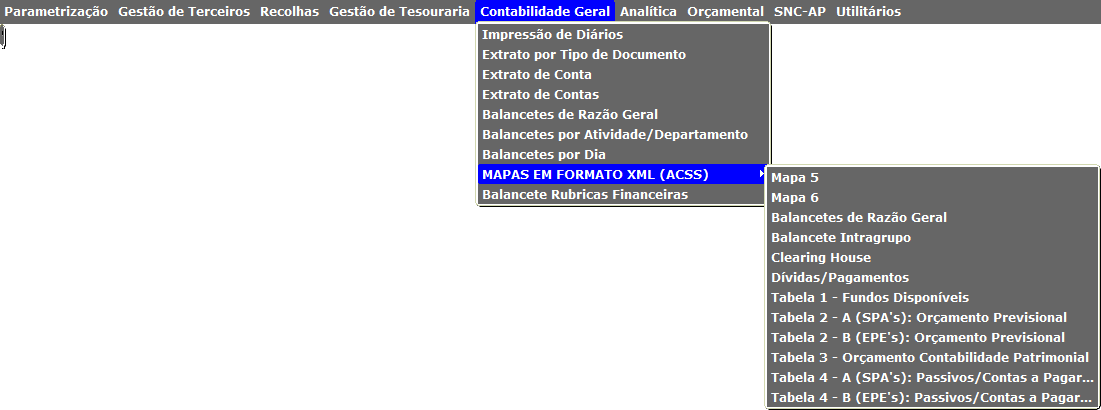 Parametrização Gestão de Terceiros Recolhas Gestão de Tesouraria Contabilidade Geral Analítica Orçamental SNC-AP Utilitários
Impressão de Diários
Extrato por Tipo de Documento
Extrato de Conta
Extrato de Contas
Balancetes de Razão Geral
Balancetes por Atividade/Departamento
Balancetes por Dia
MAPAS EM FORMATO XML (ACSS)
Balancete Rubricas Financeiras
Mapa 5
Mapa 6
Balancetes de Razão Geral
Balancete Intragrupo
Clearing House
Dívidas/Pagamentos
Tabela 1 - Fundos Disponíveis
Tabela 2 - A (SPA's): Orçamento Previsional
Tabela 2 - B (EPE's): Orçamento Previsional
Tabela 3 - Orçamento Contabilidade Patrimonial
Tabela 4 - A (SPA's): Passivos/Contas a Pagar...
Tabela 4 - B (EPE's): Passivos/Contas a Pagar...